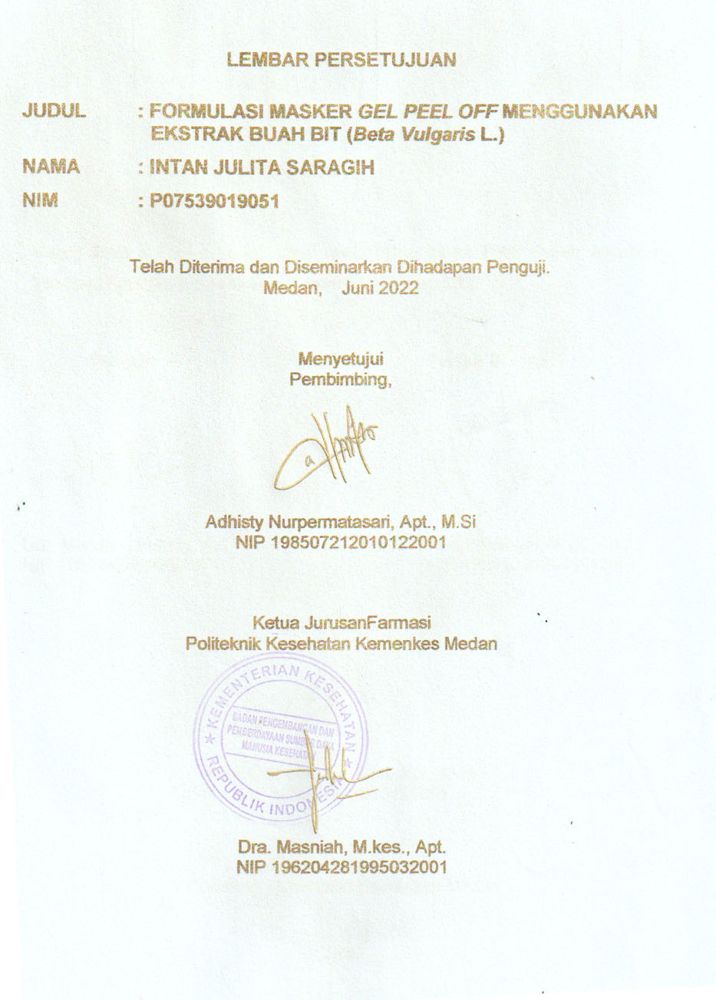 LEMBAR PERSETUJUAN
JUDUL : FORMULASI MASKER GEL PEEL OFF MENGGUNAKAN
EKSTRAK BUAH BIT (Beta Vulgaris L.)
NAMA : INTAN JULITA SARAGIH
NIM : P07539019051
Telah Diterima dan Diseminarkan Dihadapan Penguji.
Medan, Juni 2022
Menyetujui
Pembimbing,
Adhisty Nurpermatasari, Apt., M.Si
NIP 198507212010122001
Ketua JurusanFarmasi
Politeknik Kesehatan Kemenkes Medan
KEMENTERIAN KESEHATAN
BADAN PENGEMBANGAN DAN
PEMBERDAYAAN SUMBER DAYA
MANUSIA KESEHATAN
REPUBLIK INDONESIA
Dra. Masniah, M.kes., Apt.
NIP 196204281995032001